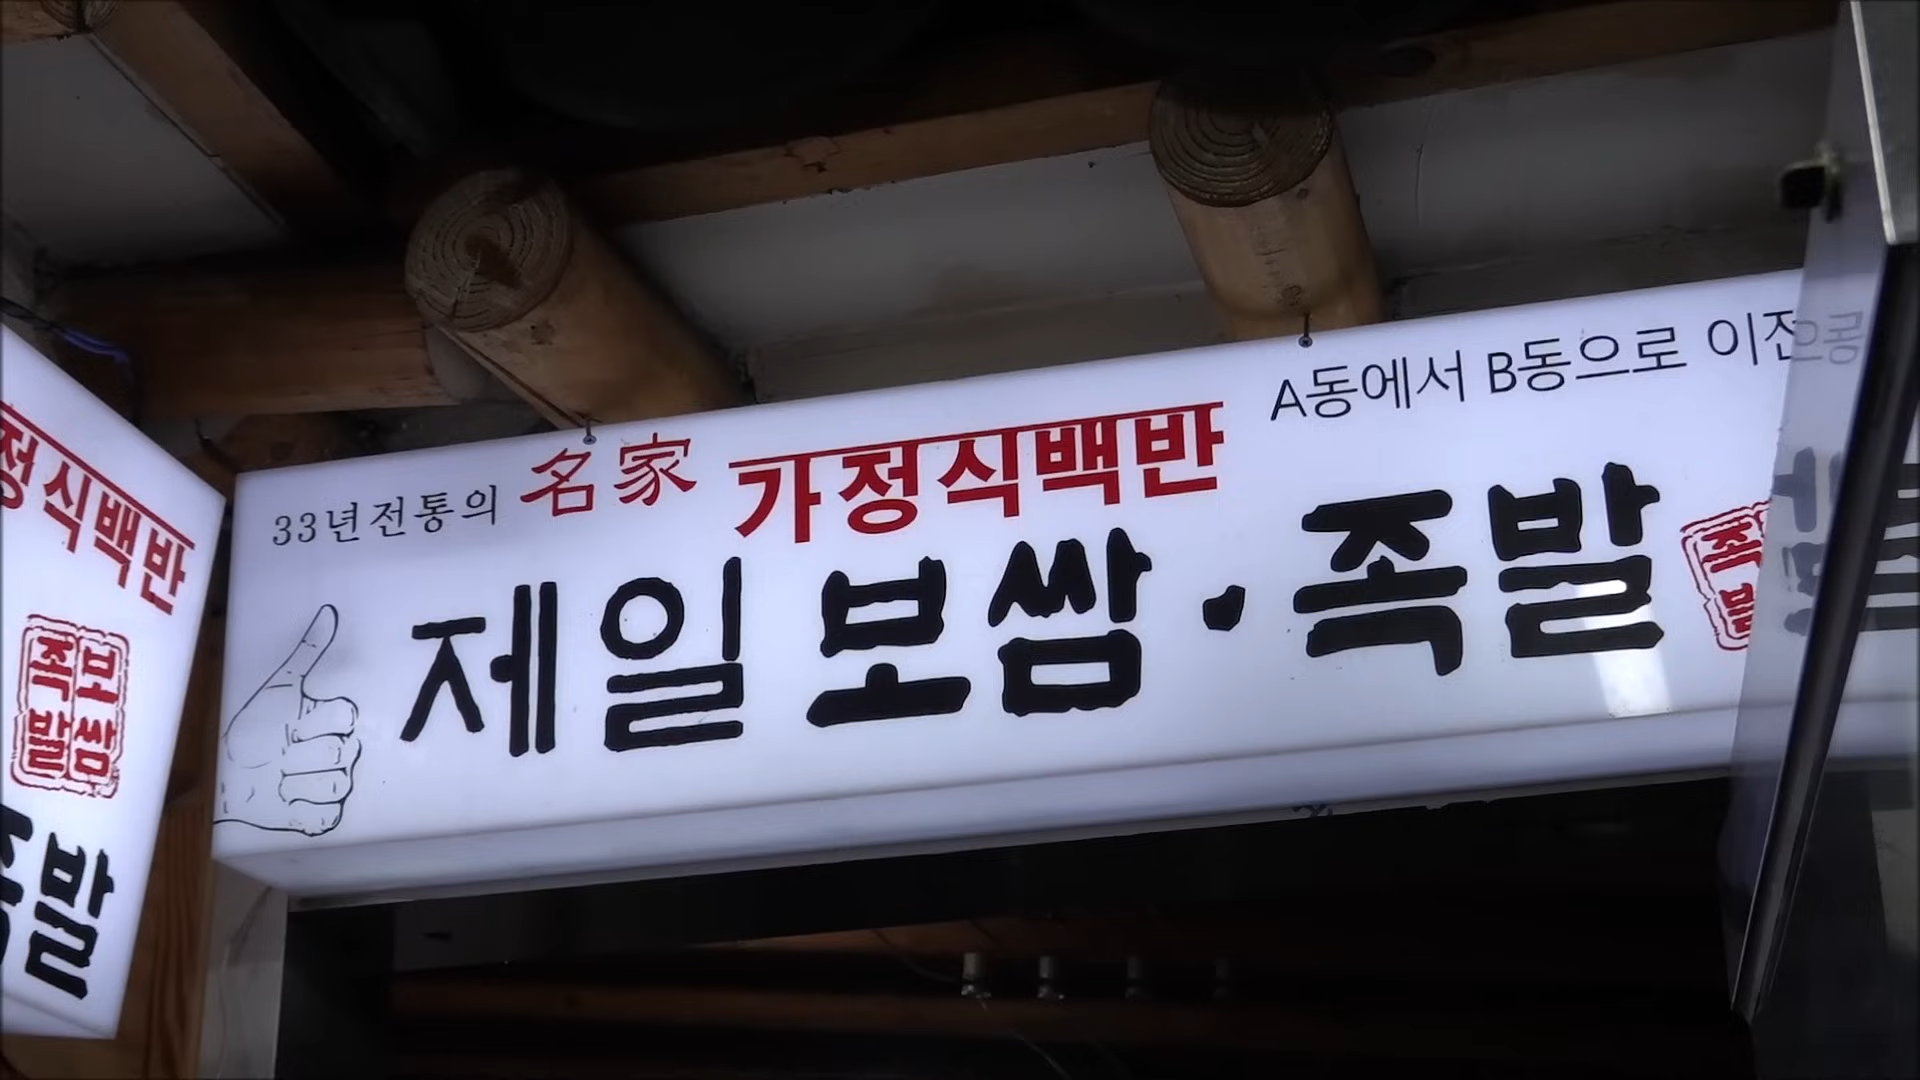 정식백반
보쌈
족발
족발
A동에서 B동으로 이전
33년전통의 名家 가정식백반
제일 보쌈·족발
족발